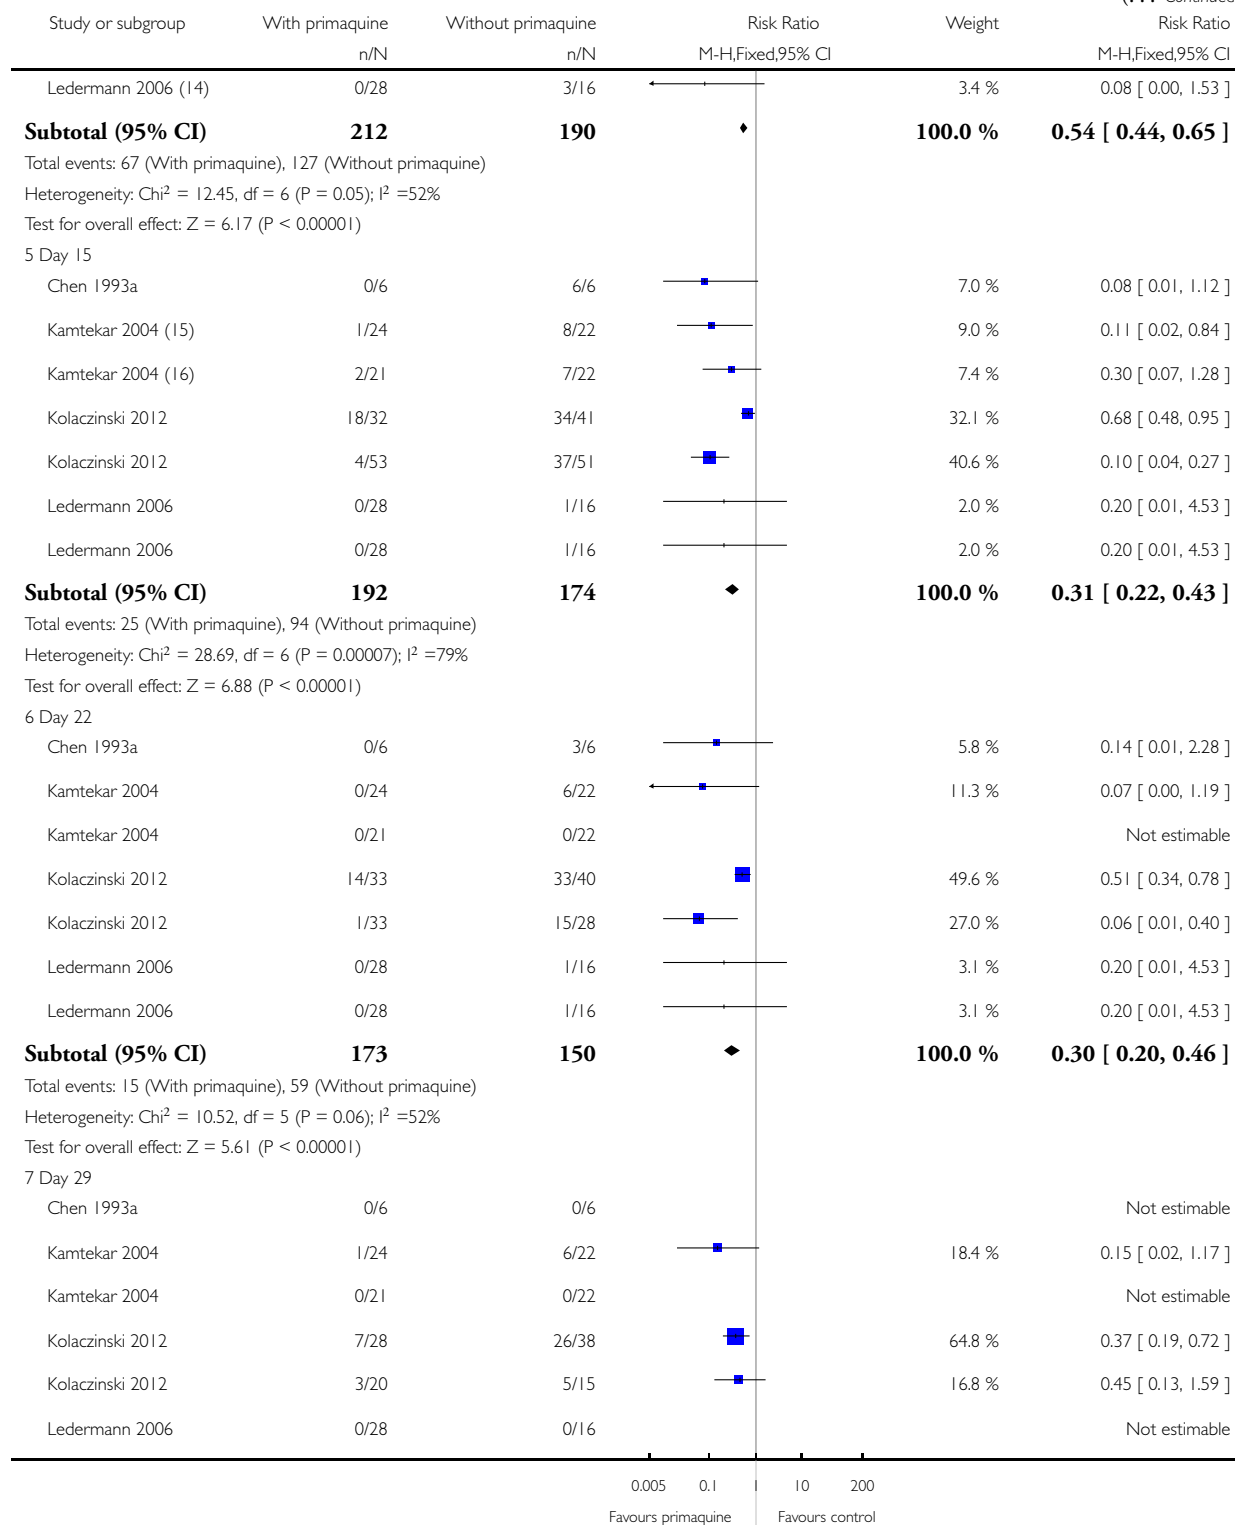 Study or subgroup With primaquine Without primaquine Risk Ratio Weight Risk Ratio
n/N n/N M-H,Fixed,95% CI M-H,Fixed,95% CI
Ledermann 2006 (14) 0/28 3/16 3.4 % 0.08 [ 0.00, 1.53 ]
Subtotal (95% CI) 212 190 100.0 % 0.54 [ 0.44, 0.65 ]
Total events: 67 (With primaquine), 127 (Without primaquine)
Heterogeneity: Chi² = 12.45, df = 6 (P = 0.05); I² =52%
Test for overall effect: Z = 6.17 (P < 0.00001)
5 Day 15
Chen 1993a 0/6 6/6 7.0 % 0.08 [ 0.01, 1.12 ]
Kamtekar 2004 (15) 1/24 8/22 9.0 % 0.11 [ 0.02, 0.84 ]
Kamtekar 2004 (16) 2/21 7/22 7.4 % 0.30 [ 0.07, 1.28 ]
Kolaczinski 2012 18/32 34/41 32.1 % 0.68 [ 0.48, 0.95 ]
Kolaczinski 2012 4/53 37/51 40.6 % 0.10 [ 0.04, 0.27 ]
Ledermann 2006 0/28 1/16 2.0 % 0.20 [ 0.01, 4.53 ]
Ledermann 2006 0/28 1/16 2.0 % 0.20 [ 0.01, 4.53 ]
Subtotal (95% CI) 192 174 100.0 % 0.31 [ 0.22, 0.43 ]
Total events: 25 (With primaquine), 94 (Without primaquine)
Heterogeneity: Chi² = 28.69, df = 6 (P = 0.00007); I² =79%
Test for overall effect: Z = 6.88 (P < 0.00001)
6 Day 22
Chen 1993a 0/6 3/6 5.8 % 0.14 [ 0.01, 2.28 ]
Kamtekar 2004 0/24 6/22 11.3 % 0.07 [ 0.00, 1.19 ]
Kamtekar 2004 0/21 0/22 Not estimable
Kolaczinski 2012 14/33 33/40 49.6 % 0.51 [ 0.34, 0.78 ]
Kolaczinski 2012 1/33 15/28 27.0 % 0.06 [ 0.01, 0.40 ]
Ledermann 2006 0/28 1/16 3.1 % 0.20 [ 0.01, 4.53 ]
Ledermann 2006 0/28 1/16 3.1 % 0.20 [ 0.01, 4.53 ]
Subtotal (95% CI) 173 150 100.0 % 0.30 [ 0.20, 0.46 ]
Total events: 15 (With primaquine), 59 (Without primaquine)
Heterogeneity: Chi² = 10.52, df = 5 (P = 0.06); I² =52%
Test for overall effect: Z = 5.61 (P < 0.00001)
7 Day 29
Chen 1993a 0/6 0/6 Not estimable
Kamtekar 2004 1/24 6/22 18.4 % 0.15 [ 0.02, 1.17 ]
Kamtekar 2004 0/21 0/22 Not estimable
Kolaczinski 2012 7/28 26/38 64.8 % 0.37 [ 0.19, 0.72 ]
Kolaczinski 2012 3/20 5/15 16.8 % 0.45 [ 0.13, 1.59 ]
Ledermann 2006 0/28 0/16 Not estimable
0.005 0.1 1 10 200
Favours primaquine Favours control